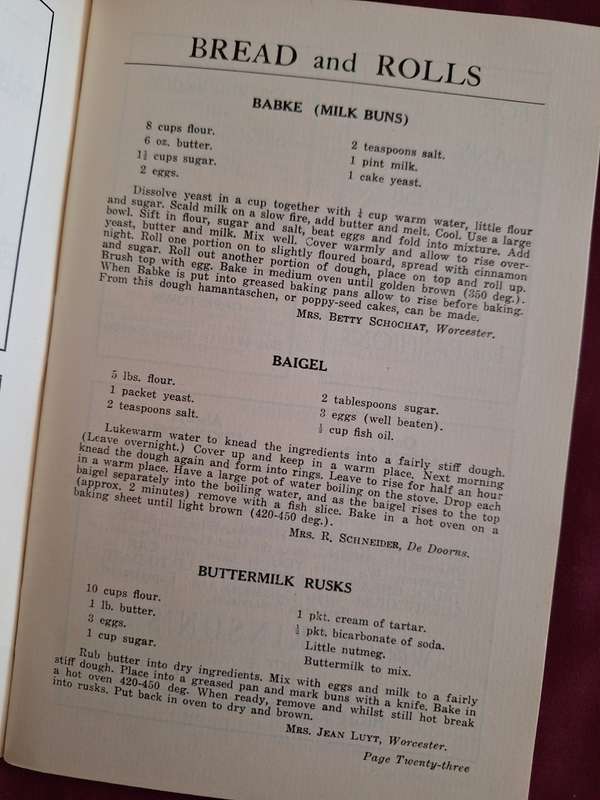 BREAD and ROLLS
BABKE (MILK BUNS)
8 cups flour.
6 oz. butter.
1½ cups sugar.
2 eggs.
2 teaspoons salt.
1 pint milk.
1 cake yeast.
Dissolve yeast in a cup together with ¼ cup warm water, little flour
and sugar. Scald milk on a slow fire, add butter and melt. Cool. Use a large
bowl. Sift in flour, sugar and salt, beat eggs and fold into mixture. Add
yeast, butter and milk. Mix well. Cover warmly and allow to rise over-
night. Roll one portion on to slightly floured board, spread with cinnamon
and sugar. Roll out another portion of dough, place on top and roll up.
Brush top with egg. Bake in medium oven until golden brown (350 deg.).
When Babke is put into greased baking pans allow to rise before baking.
From this dough hamantaschen, or poppy-seed cakes, can be made.
MRS. BETTY SCHOCHAT, Worcester.
BAIGEL
5 lbs. flour.
1 packet yeast.
2 teaspoons salt.
2 tablespoons sugar.
3 eggs (well beaten).
cup fish oil.
Lukewarm water to knead the ingredients into a fairly stiff dough.
(Leave overnight.) Cover up and keep in a warm place. Next morning
knead the dough again and form into rings. Leave to rise for half an hour
in a warm place. Have a large pot of water boiling on the stove. Drop each
baigel separately into the boiling water, and as the baigel rises to the top
(approx. 2 minutes) remove with a fish slice. Bake in a hot oven on a
baking sheet until light brown (420-450 deg.).
MRS. R. SCHNEIDER, De Doorns.
BUTTERMILK RUSKS
10 cups flour.
1 lb. butter.
3 eggs.
1 cup sugar.
1 pkt. cream of tartar.
½ pkt. bicarbonate of soda.
Little nutmeg.
Buttermilk to mix.
Rub butter into dry ingredients. Mix with eggs and milk to a fairly
stiff dough. Place into a greased pan and mark buns with a knife. Bake in
a hot oven 420-450 deg. When ready, remove and whilst still hot break
into rusks. Put back in oven to dry and brown.
MRS. JEAN LUYT, Worcester.
Page Twenty-three